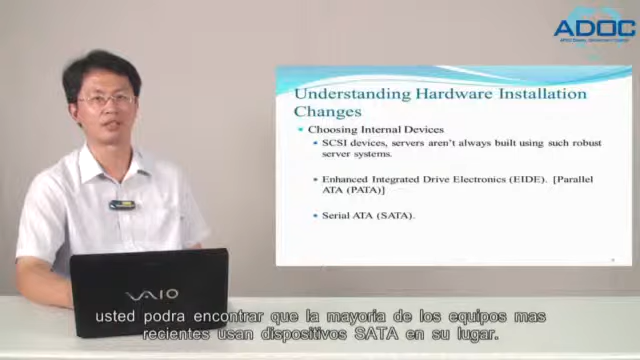 ADOC
Understanding Hardware Installation
Changes
Choosing Internal Devices
SCSI devices, servers aren't always built using such robust
server systems.
Enhanced Integrated Drive Electronics (EIDE). [Parallel
ATA (PATA)]
Serial ATA (SATA).
VAIO
usted podra encontrar que la mayoria de los equipos mas
recientes usan dispositivos SATA en su lugar.